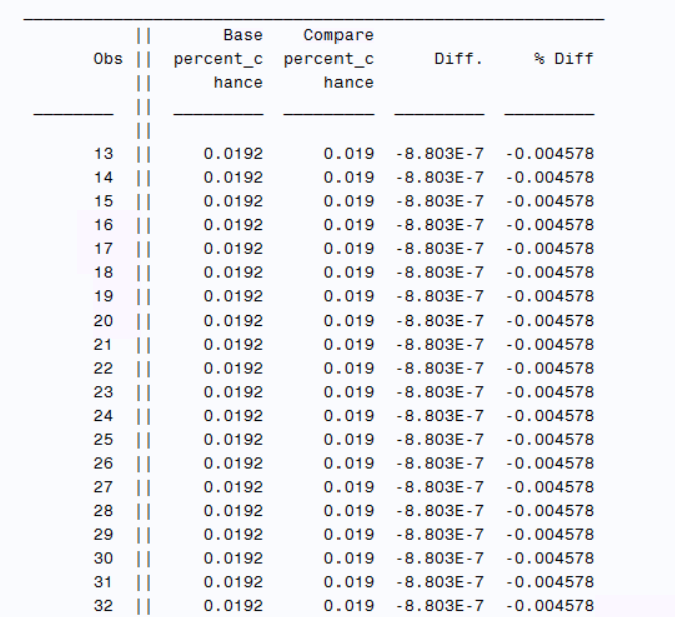 || Base Compare
Obs || percent_c percent_c Diff. % Diff
|| hance hance
||
||
13 || 0.0192 0.019 -8.803E-7 -0.004578
14 || 0.0192 0.019 -8.803E-7 -0.004578
15 || 0.0192 0.019 -8.803E-7 -0.004578
16 || 0.0192 0.019 -8.803E-7 -0.004578
17 || 0.0192 0.019 -8.803E-7 -0.004578
18 || 0.0192 0.019 -8.803E-7 -0.004578
19 || 0.0192 0.019 -8.803E-7 -0.004578
20 || 0.0192 0.019 -8.803E-7 -0.004578
21 || 0.0192 0.019 -8.803E-7 -0.004578
22 || 0.0192 0.019 -8.803E-7 -0.004578
23 || 0.0192 0.019 -8.803E-7 -0.004578
24 || 0.0192 0.019 -8.803E-7 -0.004578
25 || 0.0192 0.019 -8.803E-7 -0.004578
26 || 0.0192 0.019 -8.803E-7 -0.004578
27 || 0.0192 0.019 -8.803E-7 -0.004578
28 || 0.0192 0.019 -8.803E-7 -0.004578
29 || 0.0192 0.019 -8.803E-7 -0.004578
30 || 0.0192 0.019 -8.803E-7 -0.004578
31 || 0.0192 0.019 -8.803E-7 -0.004578
32 || 0.0192 0.019 -8.803E-7 -0.004578